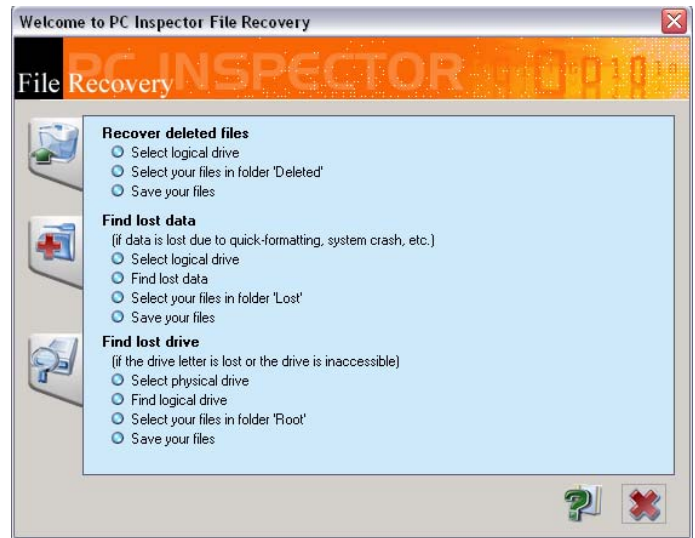 Welcome to PC Inspector File Recovery
PC INSPECTOR
File Recovery
Recover deleted files
Select logical drive
Select your files in folder 'Deleted'
Save your files
Find lost data
(if data is lost due to quick-formatting, system crash, etc.)
Select logical drive
Find lost data
Select your files in folder 'Lost'
Save your files
Find lost drive
(if the drive letter is lost or the drive is inaccessible)
Select physical drive
Find logical drive
Select your files in folder 'Root'
Save your files